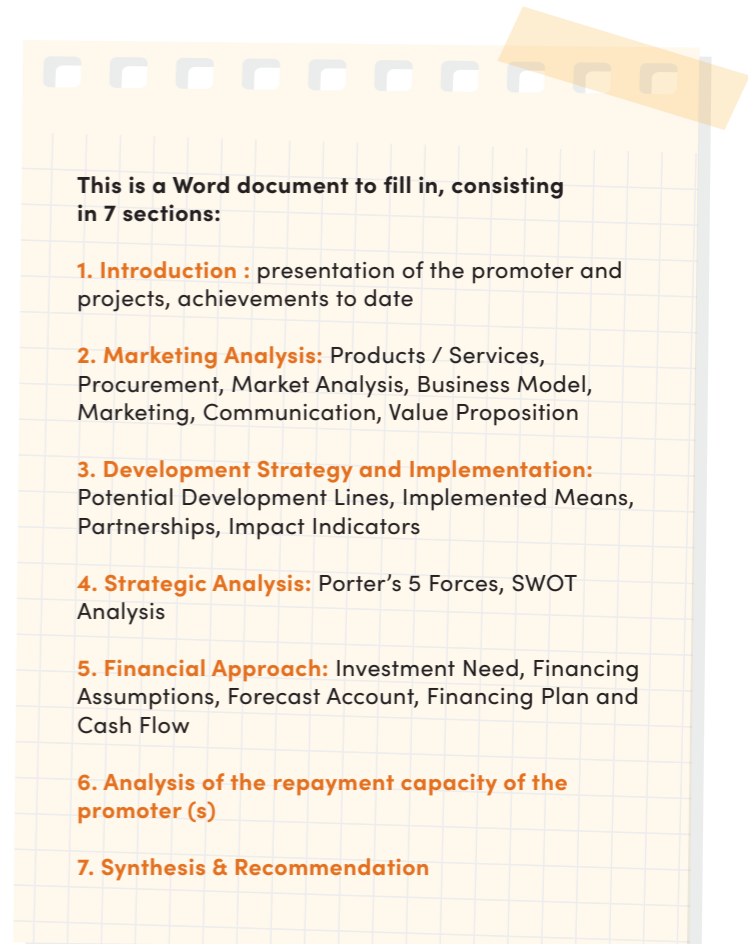 This is a Word document to fill in, consisting
in 7 sections:
1. Introduction : presentation of the promoter and
projects, achievements to date
2. Marketing Analysis: Products / Services,
Procurement, Market Analysis, Business Model,
Marketing, Communication, Value Proposition
3. Development Strategy and Implementation:
Potential Development Lines, Implemented Means,
Partnerships, Impact Indicators
4. Strategic Analysis: Porter’s 5 Forces, SWOT
Analysis
5. Financial Approach: Investment Need, Financing
Assumptions, Forecast Account, Financing Plan and
Cash Flow
6. Analysis of the repayment capacity of the
promoter (s)
7. Synthesis & Recommendation